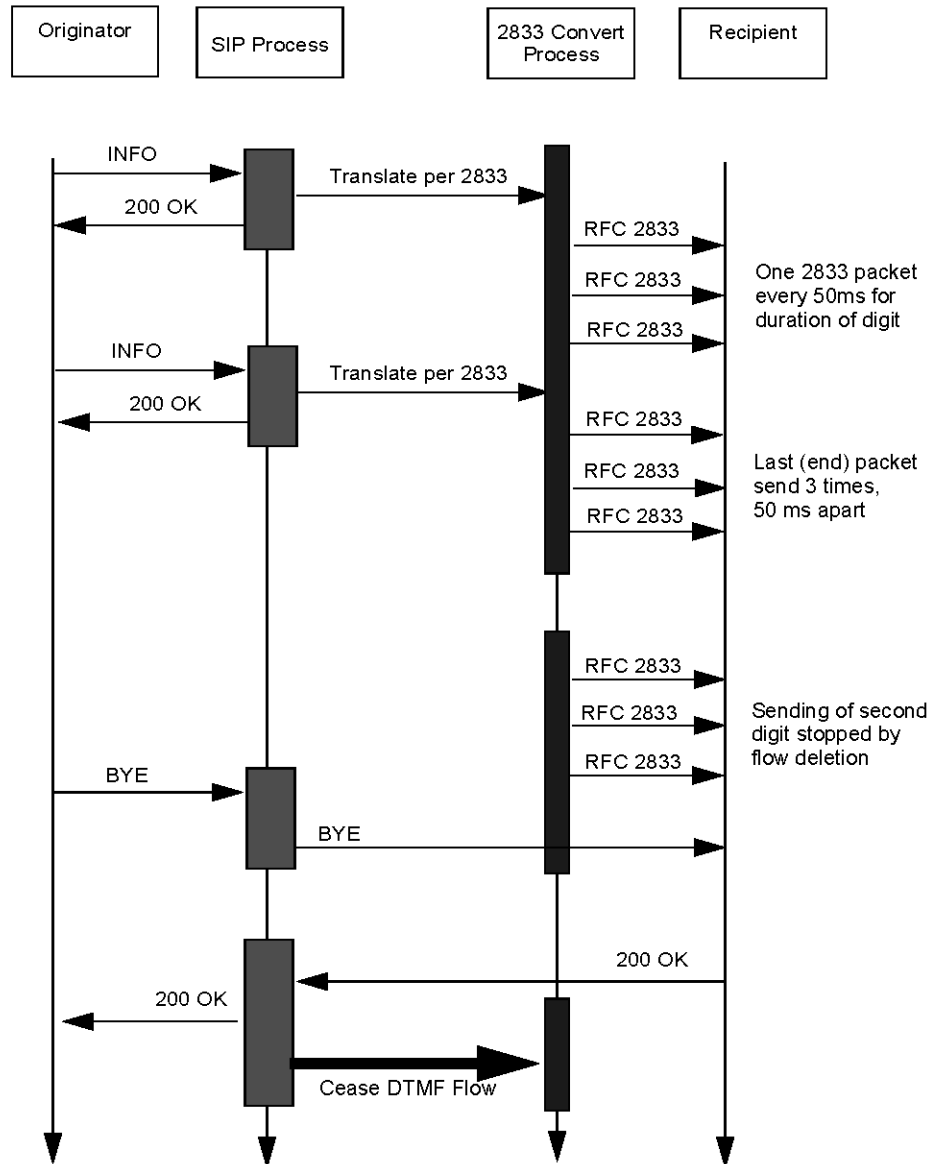 Originator
SIP Process
2833 Convert
Process
Recipient
INFO
Translate per 2833
200 OK
RFC 2833
RFC 2833
RFC 2833
One 2833 packet
every 50ms for
duration of digit
INFO
Translate per 2833
200 OK
RFC 2833
RFC 2833
RFC 2833
Last (end) packet
send 3 times,
50 ms apart
RFC 2833
RFC 2833
RFC 2833
Sending of second
digit stopped by
flow deletion
BYE
BYE
200 OK
200 OK
Cease DTMF Flow